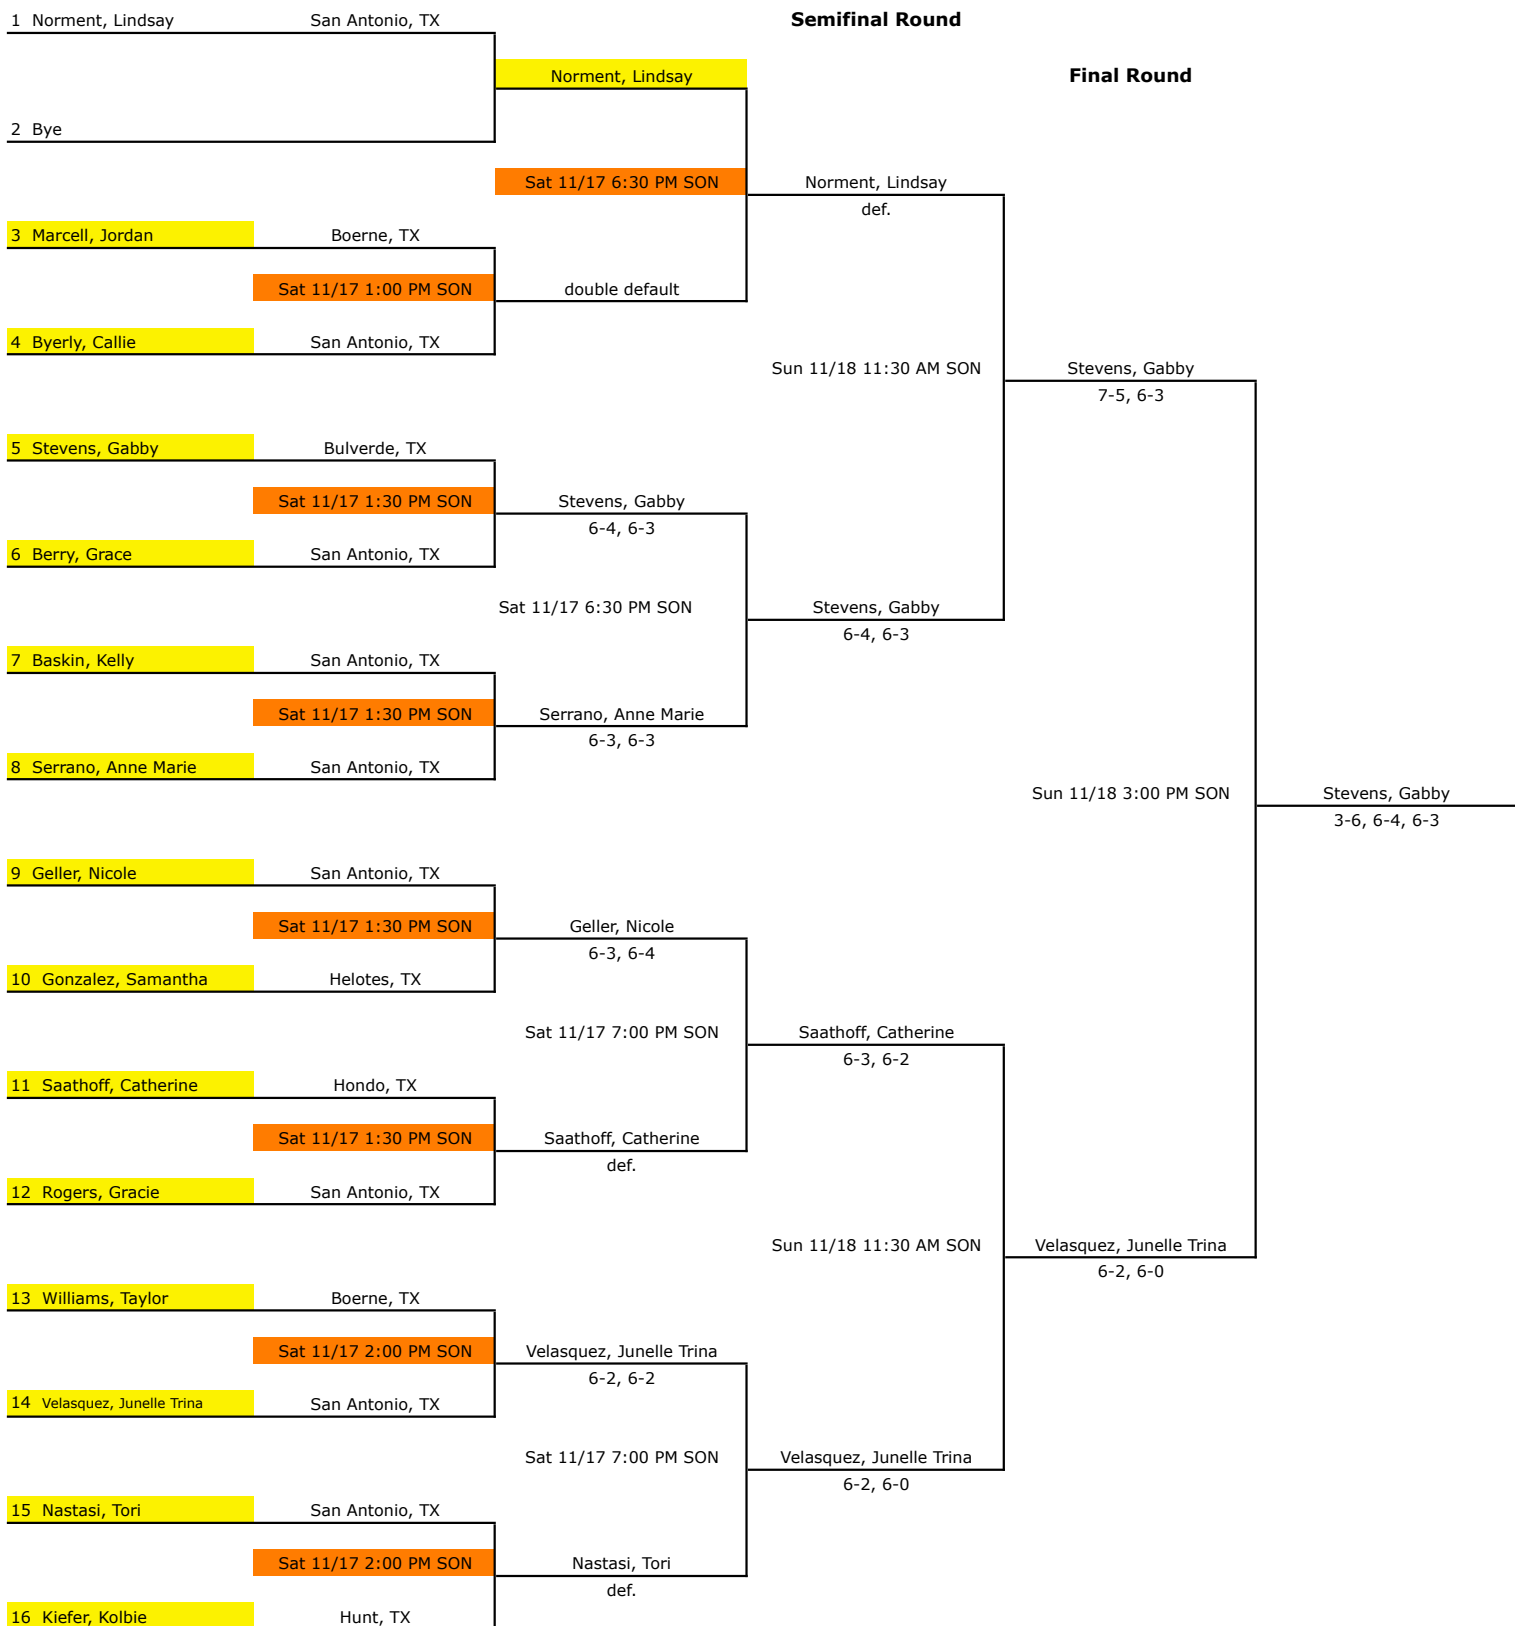 1 Norment, Lindsay San Antonio, TX Semifinal Round
Norment, Lindsay Final Round
2 Bye
Sat 11/17 6:30 PM SON Norment, Lindsay
def.
3 Marcell, Jordan Boerne, TX
Sat 11/17 1:00 PM SON double default
4 Byerly, Callie San Antonio, TX
Sun 11/18 11:30 AM SON Stevens, Gabby
7-5, 6-3
5 Stevens, Gabby Bulverde, TX
Sat 11/17 1:30 PM SON Stevens, Gabby
6-4, 6-3
6 Berry, Grace San Antonio, TX
Sat 11/17 6:30 PM SON Stevens, Gabby
6-4, 6-3
7 Baskin, Kelly San Antonio, TX
Sat 11/17 1:30 PM SON Serrano, Anne Marie
6-3, 6-3
8 Serrano, Anne Marie San Antonio, TX
Sun 11/18 3:00 PM SON Stevens, Gabby
3-6, 6-4, 6-3
9 Geller, Nicole San Antonio, TX
Sat 11/17 1:30 PM SON Geller, Nicole
6-3, 6-4
10 Gonzalez, Samantha Helotes, TX
Sat 11/17 7:00 PM SON Saathoff, Catherine
6-3, 6-2
11 Saathoff, Catherine Hondo, TX
Sat 11/17 1:30 PM SON Saathoff, Catherine
def.
12 Rogers, Gracie San Antonio, TX
Sun 11/18 11:30 AM SON Velasquez, Junelle Trina
6-2, 6-0
13 Williams, Taylor Boerne, TX
Sat 11/17 2:00 PM SON Velasquez, Junelle Trina
6-2, 6-2
14 Velasquez, Junelle Trina San Antonio, TX
Sat 11/17 7:00 PM SON Velasquez, Junelle Trina
6-2, 6-0
15 Nastasi, Tori San Antonio, TX
Sat 11/17 2:00 PM SON Nastasi, Tori
def.
16 Kiefer, Kolbie Hunt, TX